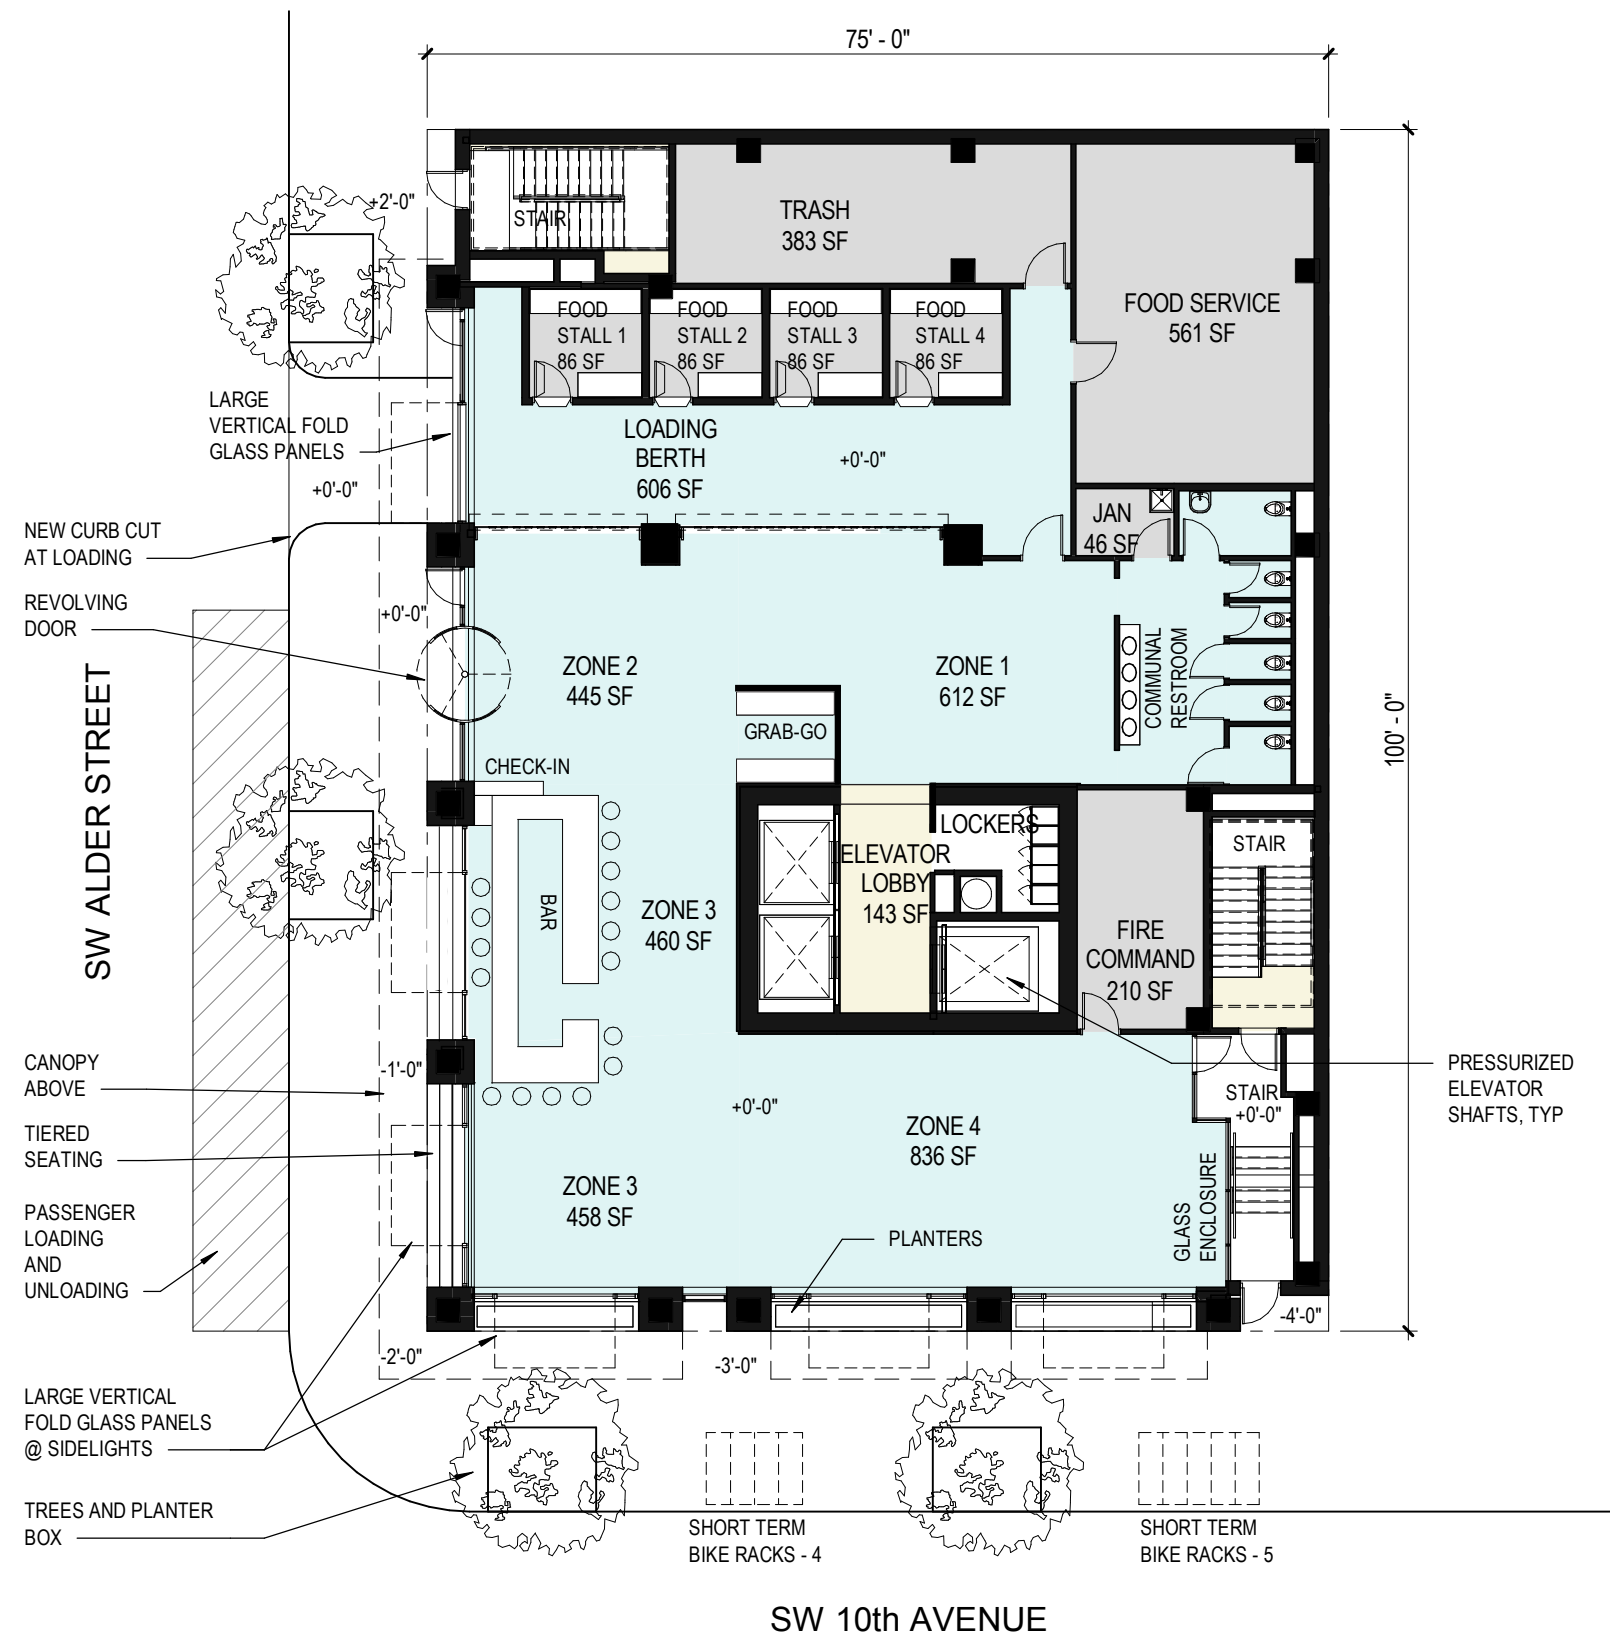 75' - 0"
+2'-0"
STAIR
TRASH
383 SF
FOOD SERVICE
561 SF
FOOD
STALL 1
86 SF
FOOD
STALL 2
86 SF
FOOD
STALL 3
86 SF
FOOD
STALL 4
86 SF
LARGE
VERTICAL FOLD
GLASS PANELS
LOADING
BERTH
606 SF
+0'-0"
+0'-0"
NEW CURB CUT
AT LOADING
JAN
46 SF
REVOLVING
DOOR
+0'-0"
ZONE 2
445 SF
ZONE 1
612 SF
COMMUNAL
RESTROOM
GRAB-GO
100' - 0"
SW ALDER STREET
CHECK-IN
BAR
ZONE 3
460 SF
LOCKERS
ELEVATOR
LOBBY
143 SF
STAIR
FIRE
COMMAND
210 SF
CANOPY
ABOVE
-1'-0"
PRESSURIZED
ELEVATOR
SHAFTS, TYP
STAIR
+0'-0"
+0'-0"
ZONE 4
836 SF
TIERED
SEATING
ZONE 3
458 SF
GLASS
ENCLOSURE
PASSENGER
LOADING
AND
UNLOADING
PLANTERS
-4'-0"
-2'-0"
-3'-0"
LARGE VERTICAL
FOLD GLASS PANELS
@ SIDELIGHTS
TREES AND PLANTER
BOX
SHORT TERM
BIKE RACKS - 4
SHORT TERM
BIKE RACKS - 5
SW 10th AVENUE